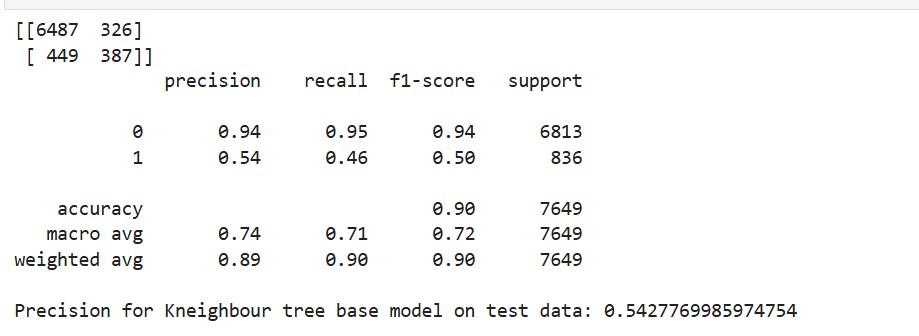 [[6487  326]
 [ 449  387]]
              precision    recall  f1-score   support

           0       0.94      0.95      0.94      6813
           1       0.54      0.46      0.50       836

    accuracy                           0.90      7649
   macro avg       0.74      0.71      0.72      7649
weighted avg       0.89      0.90      0.90      7649

Precision for Kneighbour tree base model on test data: 0.5427769985974754